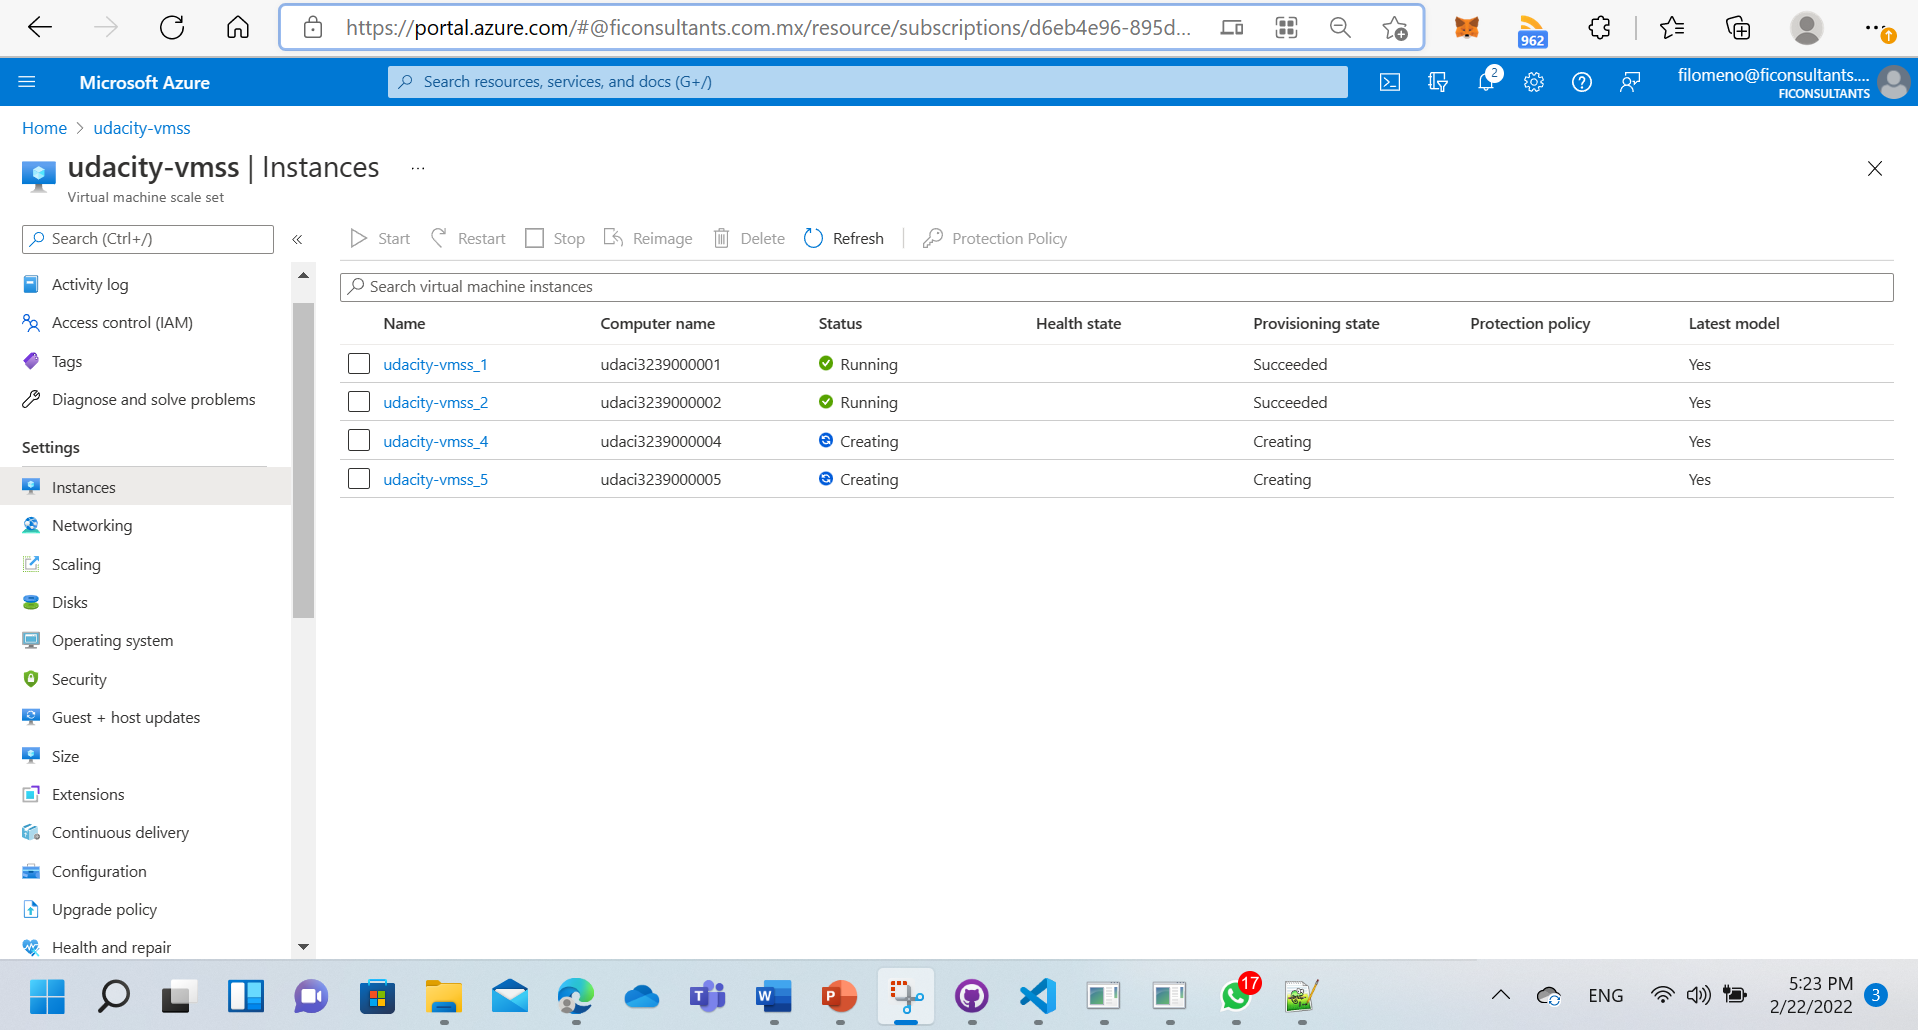 https://portal.azure.com/#@ficonsultants.com.mx/resource/subscriptions/d6eb4e96-895d...
962
Microsoft Azure
Search resources, services, and docs (G+/)
2
filomeno@ficonsultants....
FICONSULTANTS
Home > udacity-vmss
udacity-vmss | Instances ...
Virtual machine scale set
Search (Ctrl+/)
«
Start
Restart
Stop
Reimage
Delete
Refresh
Protection Policy
Search virtual machine instances
Activity log
Access control (IAM)
Tags
Diagnose and solve problems
Settings
Instances
Networking
Scaling
Disks
Operating system
Security
Guest + host updates
Size
Extensions
Continuous delivery
Configuration
Upgrade policy
Health and repair
Name Computer name Status Health state Provisioning state Protection policy Latest model
udacity-vmss_1 udaci3239000001 Running Succeeded Yes
udacity-vmss_2 udaci3239000002 Running Succeeded Yes
udacity-vmss_4 udaci3239000004 Creating Creating Yes
udacity-vmss_5 udaci3239000005 Creating Creating Yes
T
W
P
17
ENG
5:23 PM
2/22/2022
3